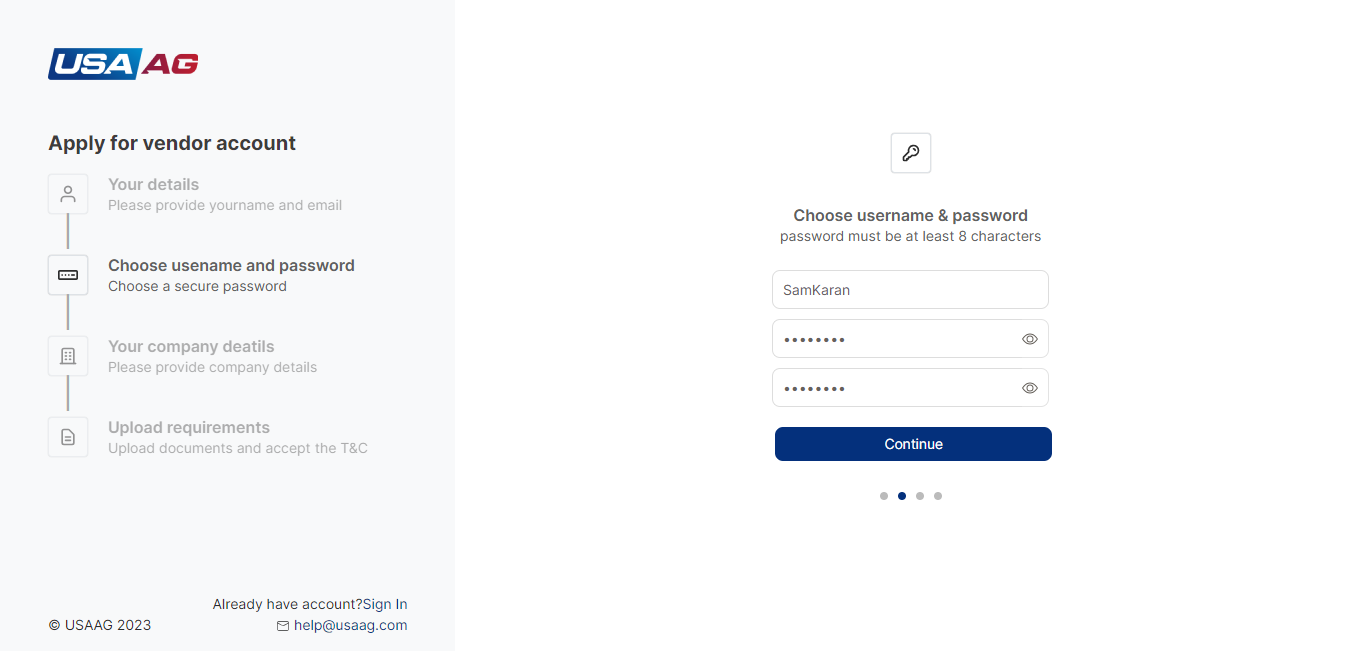 USA AG
Apply for vendor account
Your details
Please provide yourname and email
Choose usename and password
Choose a secure password
Your company deatils
Please provide company details
Upload requirements
Upload documents and accept the T&C
Already have account?Sign In
© USAAG 2023
help@usaag.com
Choose username & password
password must be at least 8 characters
SamKaran
••••••••
••••••••
Continue